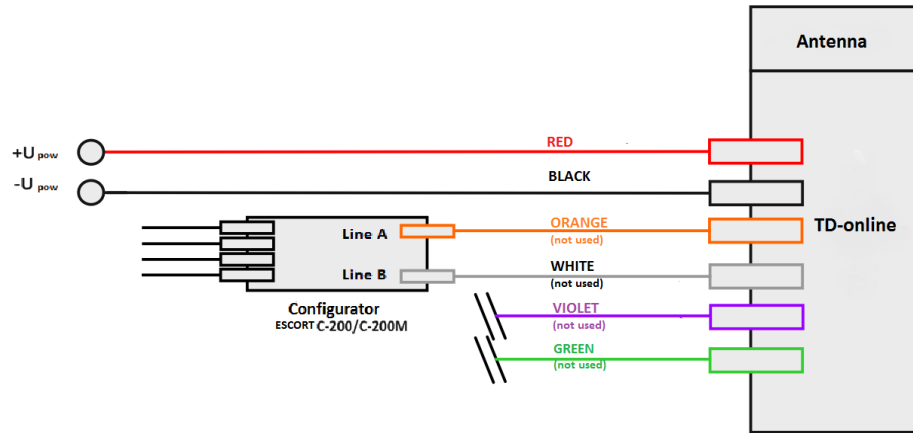 Antenna
RED
+U pow
BLACK
-U pow
ORANGE
(not used)
Line A
TD-online
WHITE
(not used)
Line B
Configurator
ESCORT C-200/C-200M
VIOLET
(not used)
GREEN
(not used)